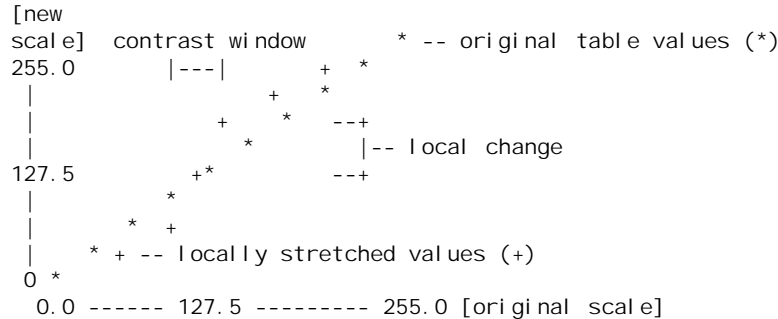 [new
scale]  contrast window       * -- original table values (*)
255.0       |---|       +  *
 |                  +   *
 |              +    *   --+
 |                *        |-- local change
127.5         +*         --+
 |          *
 |       *  +
 |    * + -- locally stretched values (+)
 0 *
  0.0 ------ 127.5 --------- 255.0 [original scale]